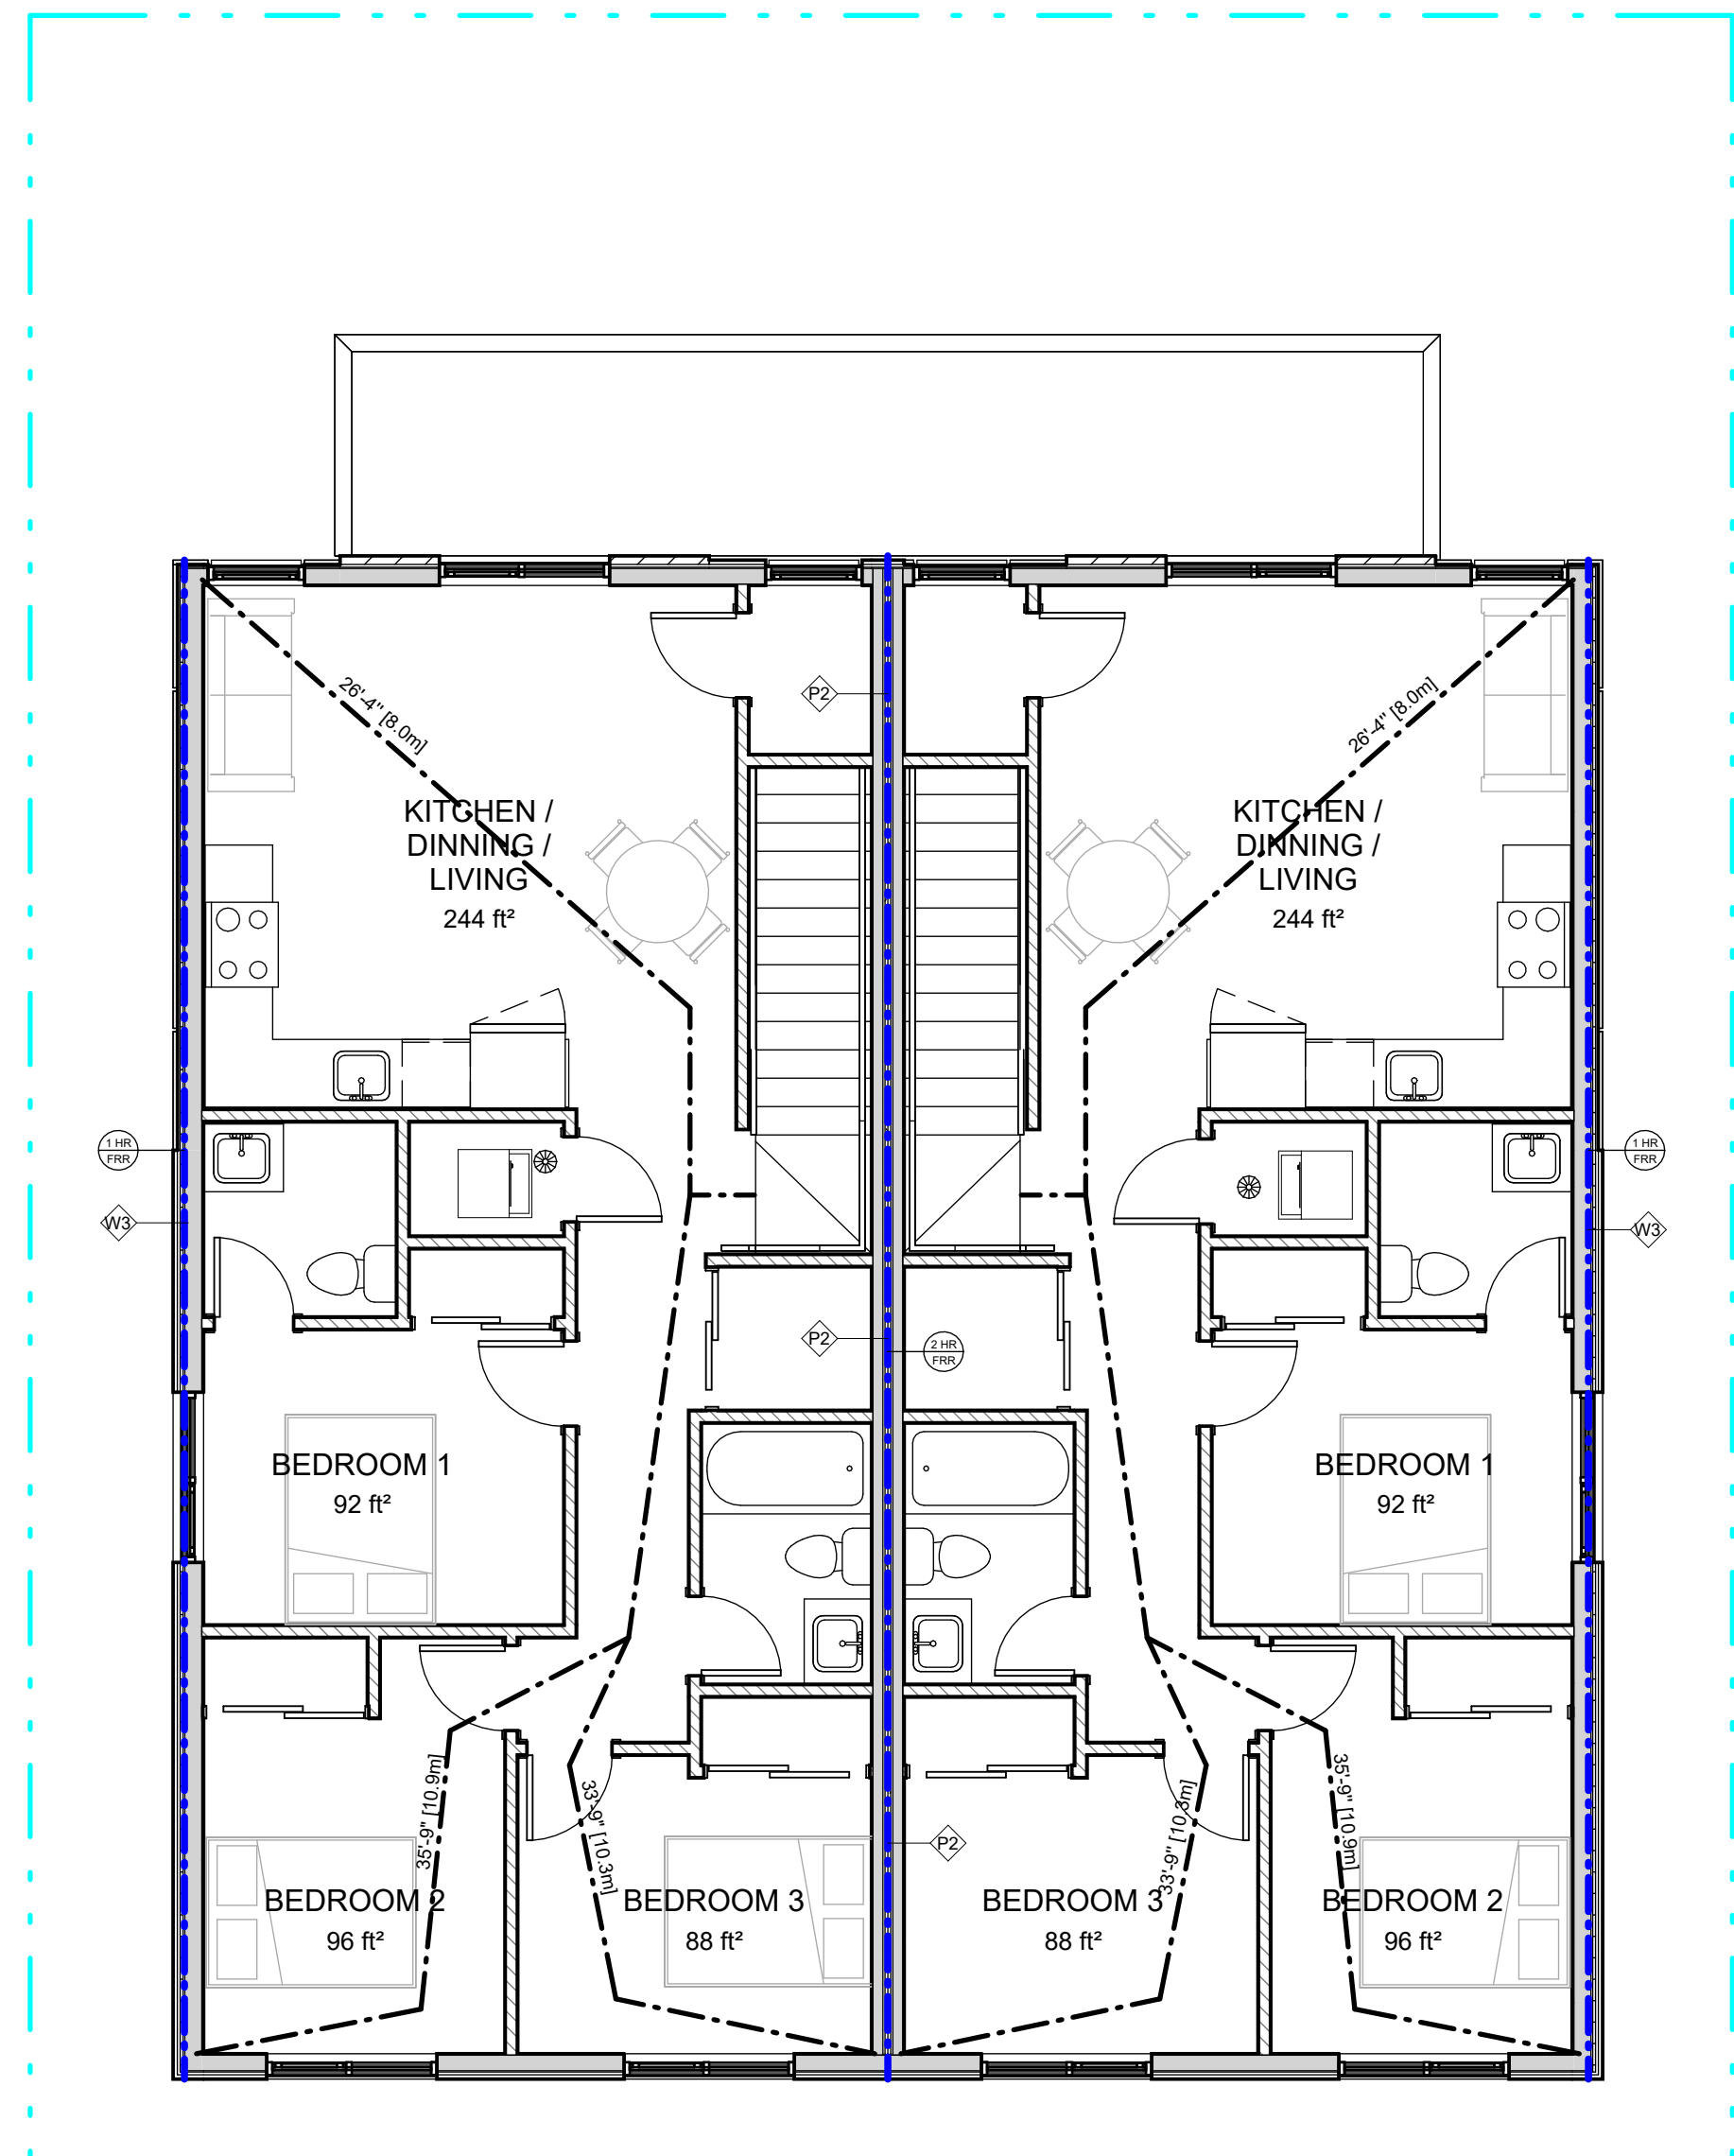 26'-4" [8.0m]
26'-4" [8.0m]
P2
KITCHEN /
DINNING /
LIVING
244 ft²
KITCHEN /
DINNING /
LIVING
244 ft²
1 HR
FRR
1 HR
FRR
W3
W3
P2
2 HR
FRR
BEDROOM 1
92 ft²
BEDROOM 1
92 ft²
35'-9" [10.9m]
33'-9" [10.3m]
P2
33'-9" [10.3m]
35'-9" [10.9m]
BEDROOM 2
96 ft²
BEDROOM 3
88 ft²
BEDROOM 3
88 ft²
BEDROOM 2
96 ft²